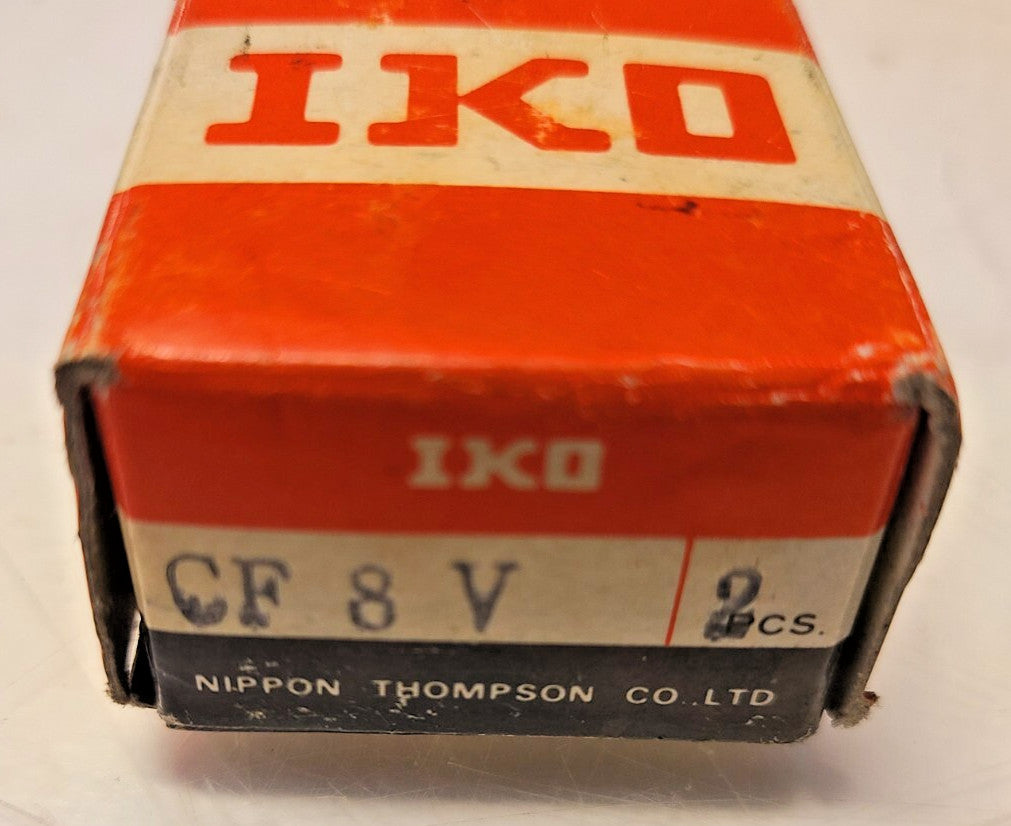 IKO
IKO
CF 8 V 2 PCS.
NIPPON THOMPSON CO.,LTD